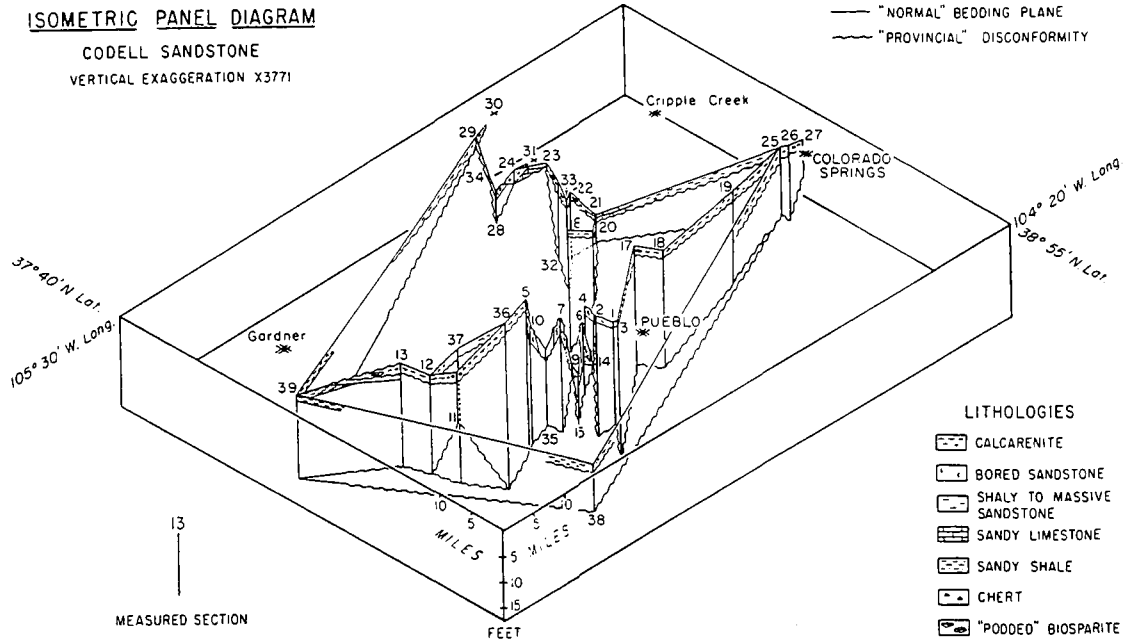 ISOMETRIC PANEL DIAGRAM
CODELL SANDSTONE
VERTICAL EXAGGERATION X3771
"NORMAL" BEDDING PLANE
"PROVINCIAL" DISCONFORMITY
30
Cripple Creek
29
31
23
24
25
26
27
COLORADO
SPRINGS
34
33
22
19
21
28
8
20
17
18
32
104° 20' W. Long.
38° 55' N Lat.
37° 40' N Lat.
105° 30' W. Long.
5
4
36
10
7
6
2
1
3
PUEBLO
Gardner
37
13
12
9
14
39
11
35
15
10
5
MILES
10
5
MILES
38
5
10
15
FEET
13
MEASURED SECTION
LITHOLOGIES
CALCARENITE
BORED SANDSTONE
SHALY TO MASSIVE
SANDSTONE
SANDY LIMESTONE
SANDY SHALE
CHERT
"PODDED" BIOSPARITE